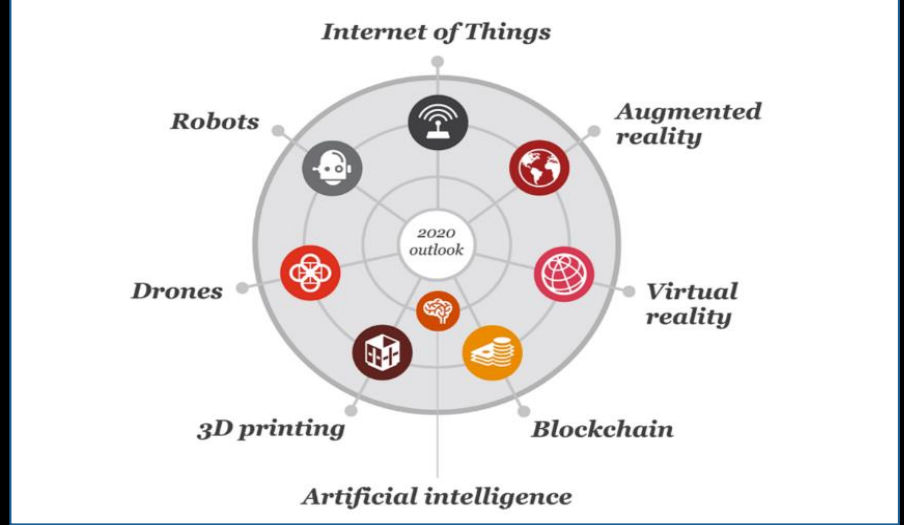 Internet of Things
Robots
Augmented
reality
2020
outlook
Drones
Virtual
reality
3D printing
Blockchain
Artificial intelligence